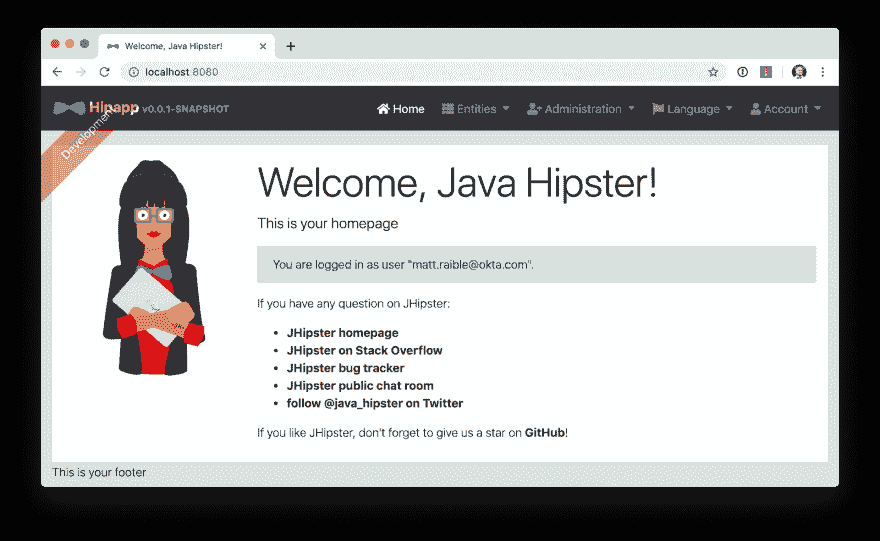 Welcome, Java Hipster!
localhost:8080
Hipapp v0.0.1-SNAPSHOT
Home
Entities
Administration
Language
Account
Development
Welcome, Java Hipster!
This is your homepage
You are logged in as user "matt.raible@okta.com".
If you have any question on JHipster:
• JHipster homepage
• JHipster on Stack Overflow
• JHipster bug tracker
• JHipster public chat room
• follow @java_hipster on Twitter
If you like JHipster, don't forget to give us a star on GitHub!
This is your footer